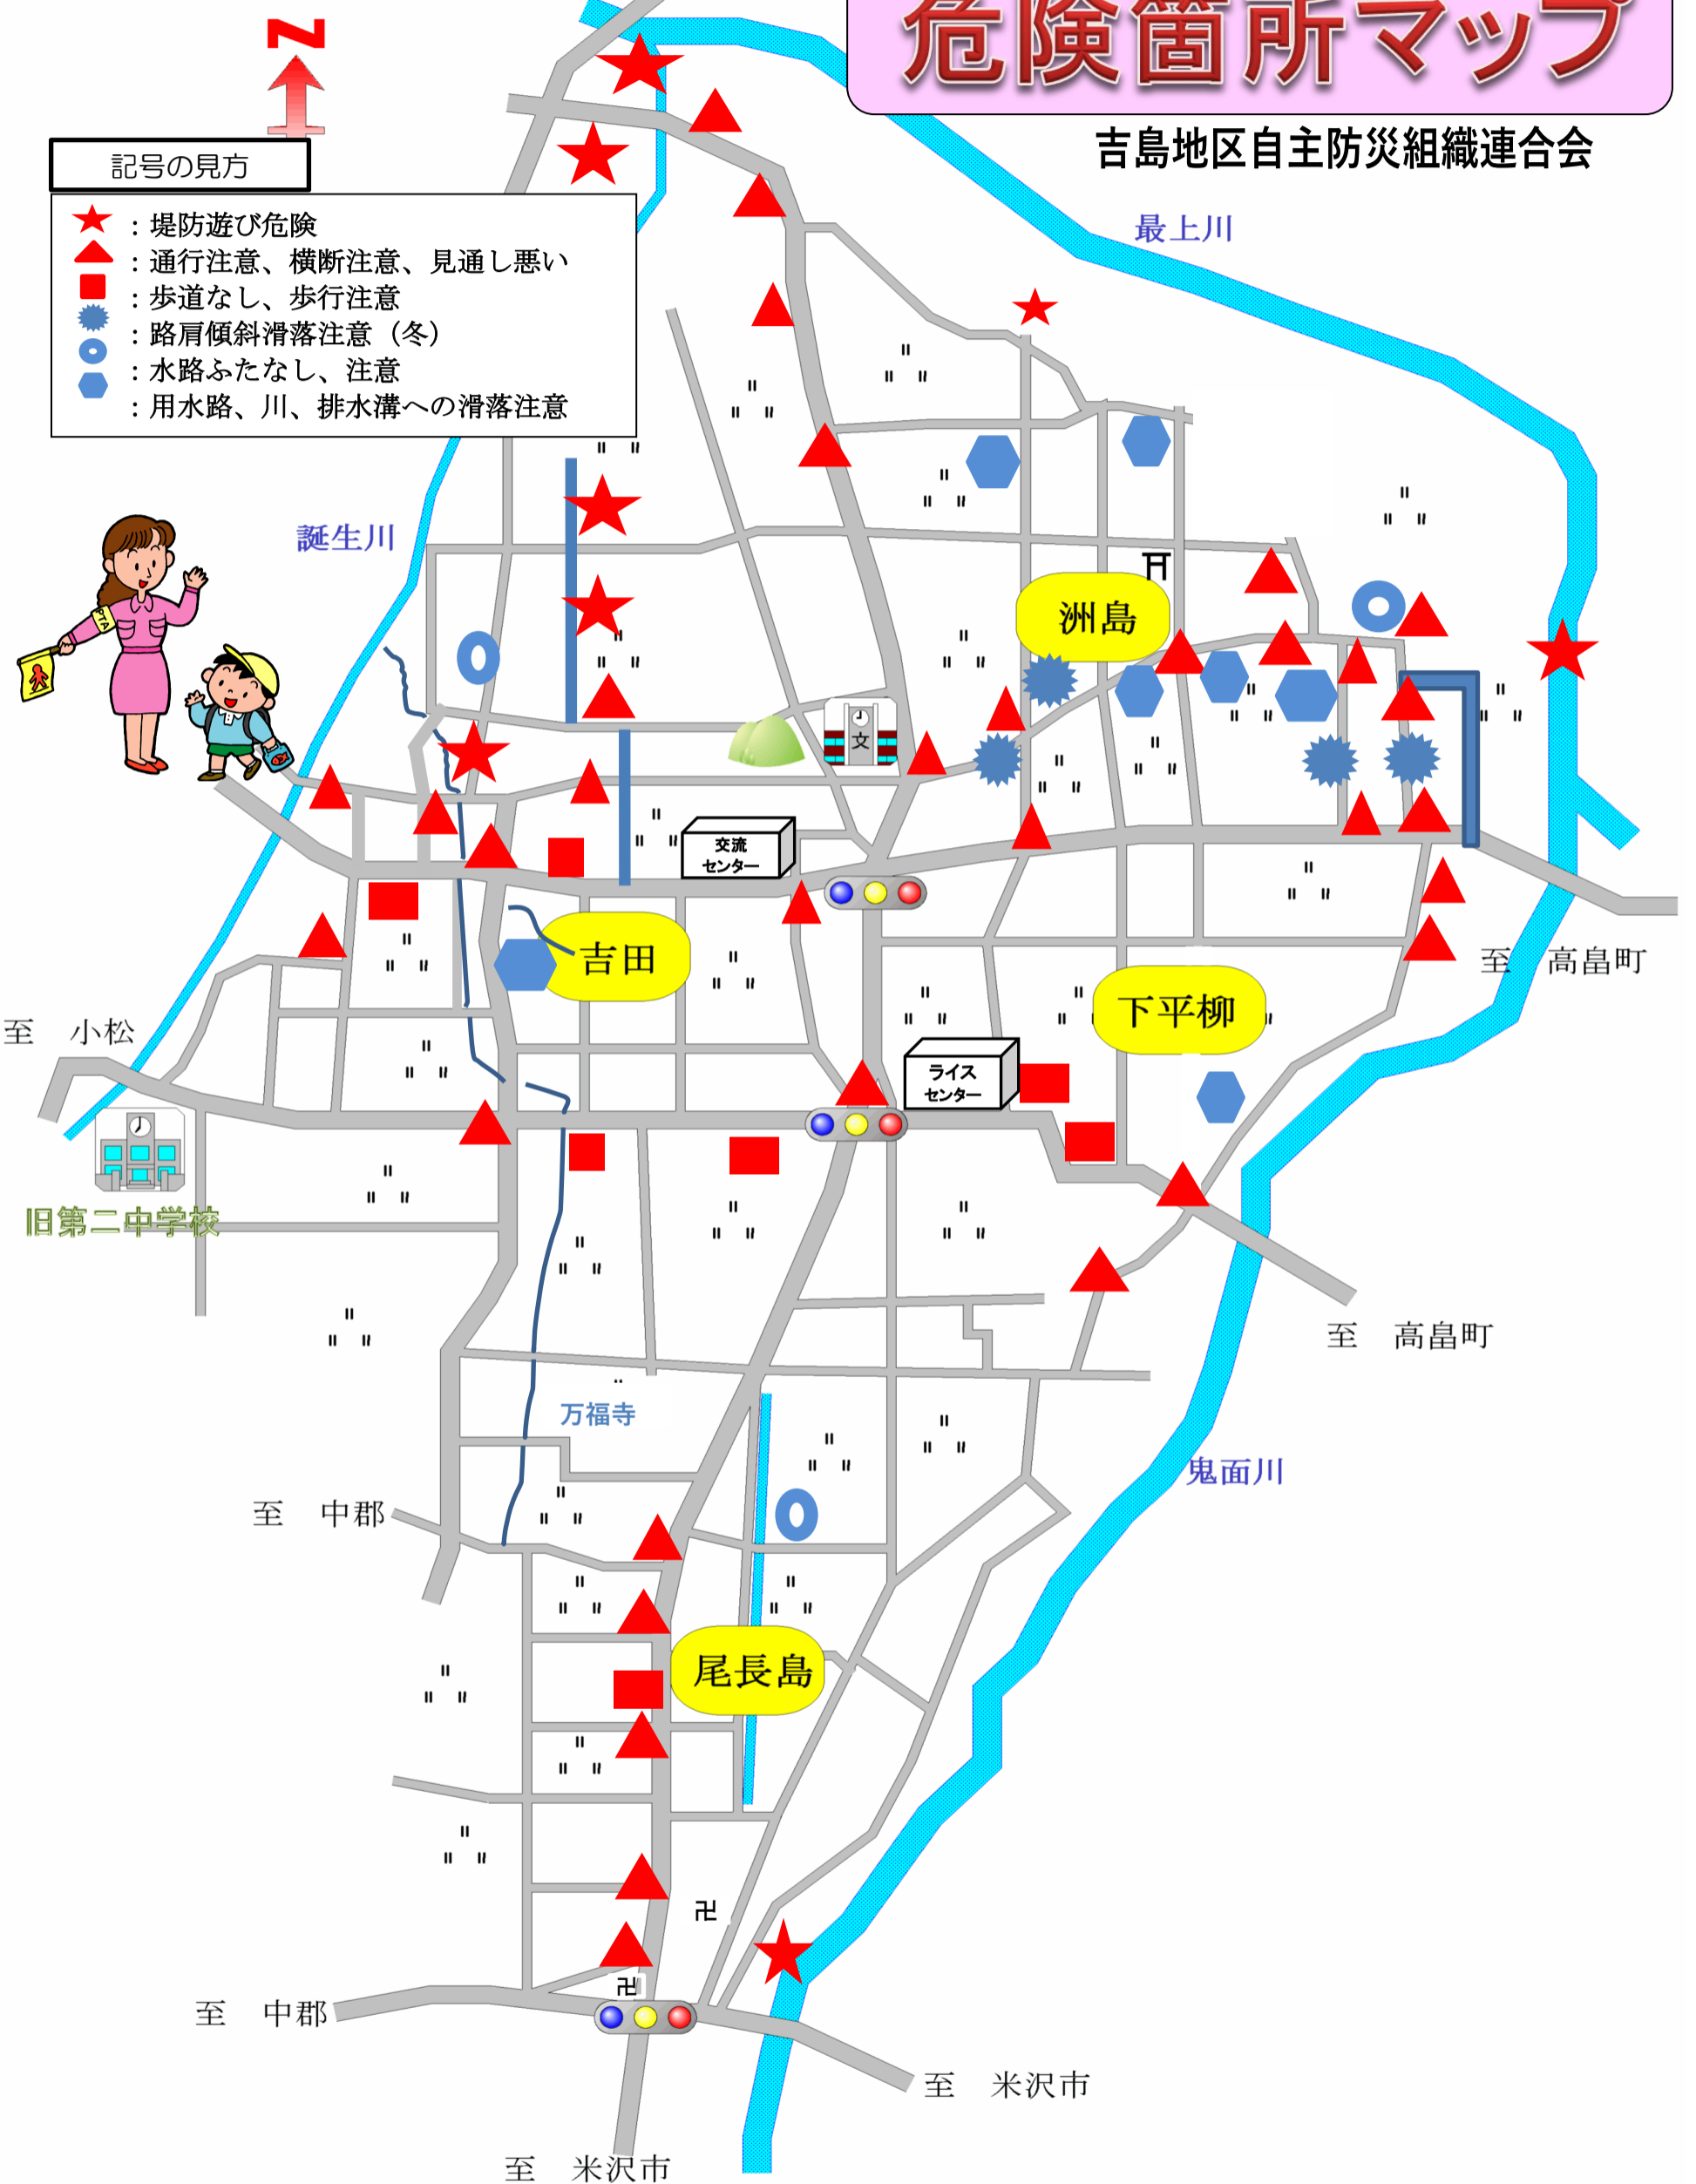 危険箇所マップ
吉島地区自主防災組織連合会
N
記号の見方
：堤防遊び危険
：通行注意、横断注意、見通し悪い
：歩道なし、歩行注意
：路肩傾斜滑落注意（冬）
：水路ふたなし、注意
：用水路、川、排水溝への滑落注意
最上川
誕生川
PTA
洲島
文
交流
センター
吉田
至　高畠町
下平柳
至　小松
ライス
センター
旧第二中学校
至　高畠町
万福寺
鬼面川
至　中郡
尾長島
卍
卍
至　中郡
至　米沢市
至　米沢市